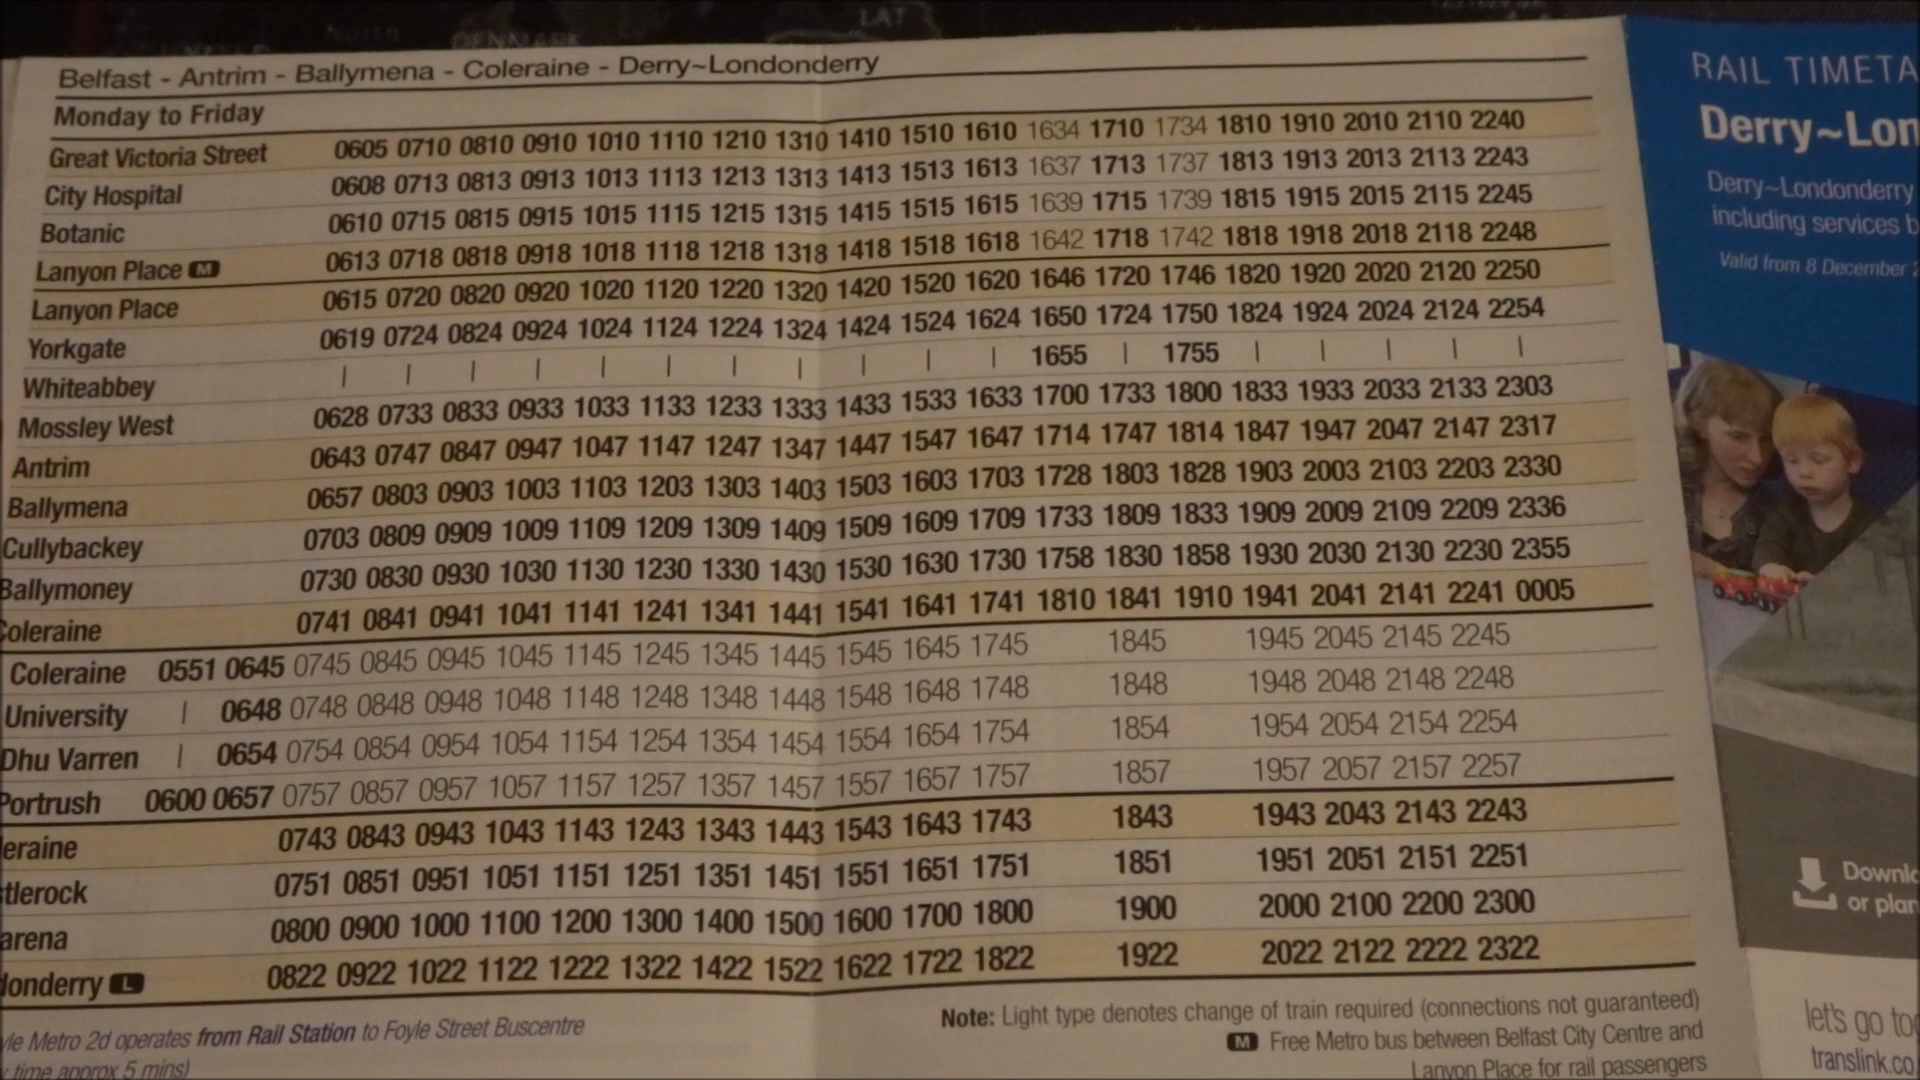 LAT
DENMARK
Belfast - Antrim - Ballymena - Coleraine - Derry~Londonderry
Monday to Friday
Great Victoria Street 0605 0710 0810 0910 1010 1110 1210 1310 1410 1510 1610 1634 1710 1734 1810 1910 2010 2110 2240
City Hospital 0608 0713 0813 0913 1013 1113 1213 1313 1413 1513 1613 1637 1713 1737 1813 1913 2013 2113 2243
Botanic 0610 0715 0815 0915 1015 1115 1215 1315 1415 1515 1615 1639 1715 1739 1815 1915 2015 2115 2245
Lanyon Place M 0613 0718 0818 0918 1018 1118 1218 1318 1418 1518 1618 1642 1718 1742 1818 1918 2018 2118 2248
Lanyon Place 0615 0720 0820 0920 1020 1120 1220 1320 1420 1520 1620 1646 1720 1746 1820 1920 2020 2120 2250
Yorkgate 0619 0724 0824 0924 1024 1124 1224 1324 1424 1524 1624 1650 1724 1750 1824 1924 2024 2124 2254
Whiteabbey | | | | | | | | | | | 1655 | 1755 | | | | |
Mossley West 0628 0733 0833 0933 1033 1133 1233 1333 1433 1533 1633 1700 1733 1800 1833 1933 2033 2133 2303
Antrim 0643 0747 0847 0947 1047 1147 1247 1347 1447 1547 1647 1714 1747 1814 1847 1947 2047 2147 2317
Ballymena 0657 0803 0903 1003 1103 1203 1303 1403 1503 1603 1703 1728 1803 1828 1903 2003 2103 2203 2330
Cullybackey 0703 0809 0909 1009 1109 1209 1309 1409 1509 1609 1709 1733 1809 1833 1909 2009 2109 2209 2336
Ballymoney 0730 0830 0930 1030 1130 1230 1330 1430 1530 1630 1730 1758 1830 1858 1930 2030 2130 2230 2355
Coleraine 0741 0841 0941 1041 1141 1241 1341 1441 1541 1641 1741 1810 1841 1910 1941 2041 2141 2241 0005
Coleraine 0551 0645 0745 0845 0945 1045 1145 1245 1345 1445 1545 1645 1745 1845 1945 2045 2145 2245
University | 0648 0748 0848 0948 1048 1148 1248 1348 1448 1548 1648 1748 1848 1948 2048 2148 2248
Dhu Varren | 0654 0754 0854 0954 1054 1154 1254 1354 1454 1554 1654 1754 1854 1954 2054 2154 2254
Portrush 0600 0657 0757 0857 0957 1057 1157 1257 1357 1457 1557 1657 1757 1857 1957 2057 2157 2257
eraine 0743 0843 0943 1043 1143 1243 1343 1443 1543 1643 1743 1843 1943 2043 2143 2243
tlerock 0751 0851 0951 1051 1151 1251 1351 1451 1551 1651 1751 1851 1951 2051 2151 2251
arena 0800 0900 1000 1100 1200 1300 1400 1500 1600 1700 1800 1900 2000 2100 2200 2300
donderry L 0822 0922 1022 1122 1222 1322 1422 1522 1622 1722 1822 1922 2022 2122 2222 2322
yle Metro 2d operates from Rail Station to Foyle Street Buscentre
y time approx 5 mins)
Note: Light type denotes change of train required (connections not guaranteed)
M Free Metro bus between Belfast City Centre and
Lanyon Place for rail passengers
RAIL TIMETA
Derry~Lon
Derry~Londonderry
including services b
Valid from 8 December 2
Downlo
or plan
let's go to
translink.co